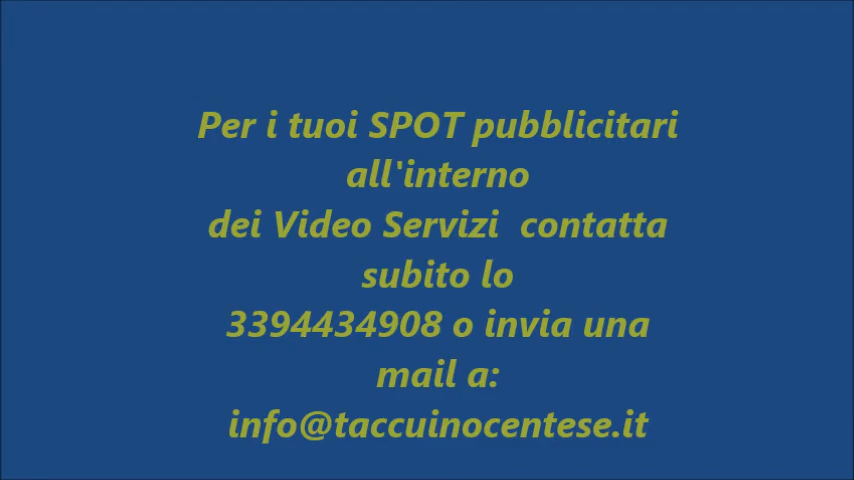 Per i tuoi SPOT pubblicitari
all'interno
dei Video Servizi  contatta
subito lo
3394434908 o invia una
mail a:
info@taccuinocentese.it